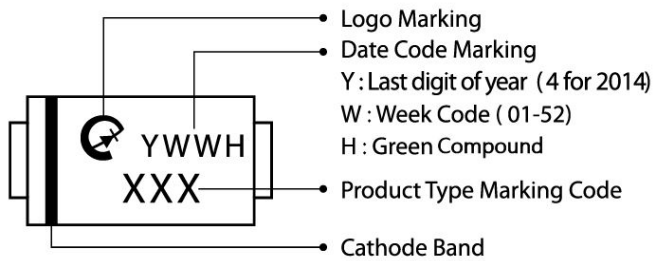 Logo Marking
Date Code Marking
Y : Last digit of year ( 4 for 2014)
W : Week Code ( 01-52)
H : Green Compound
YWWH
XXX
Product Type Marking Code
Cathode Band